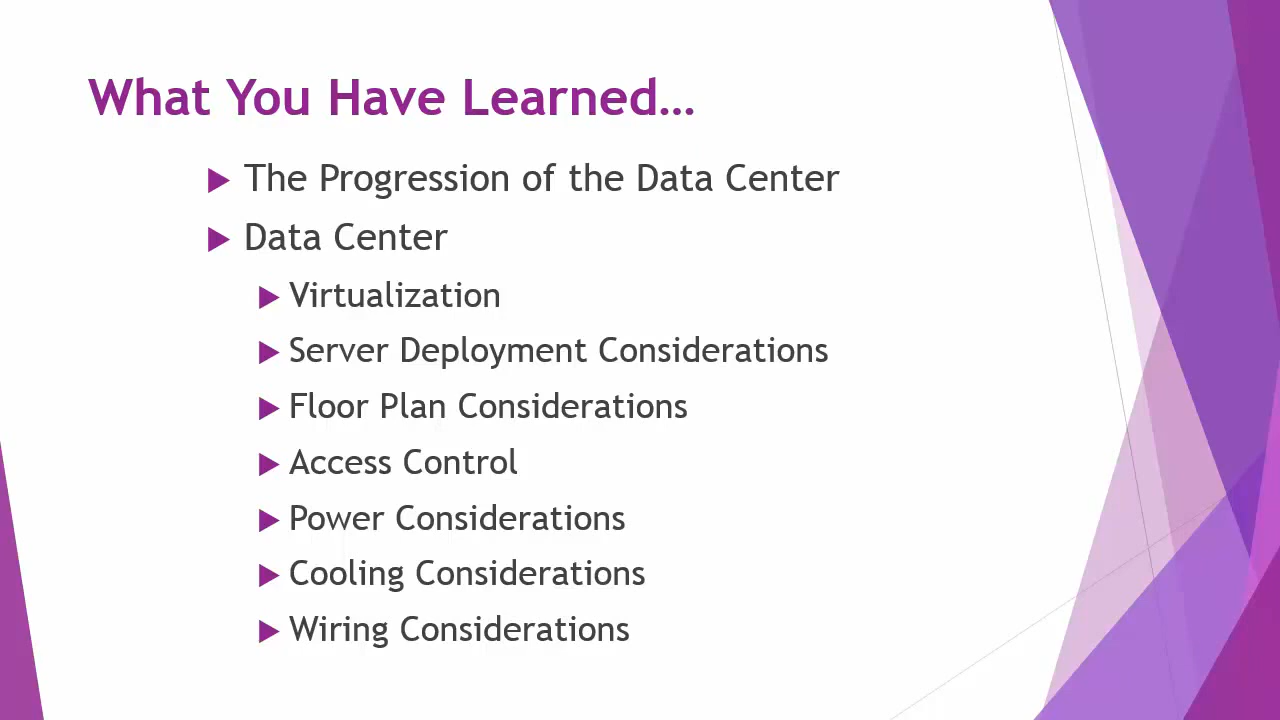 What You Have Learned…
The Progression of the Data Center
Data Center
Virtualization
Server Deployment Considerations
Floor Plan Considerations
Access Control
Power Considerations
Cooling Considerations
Wiring Considerations